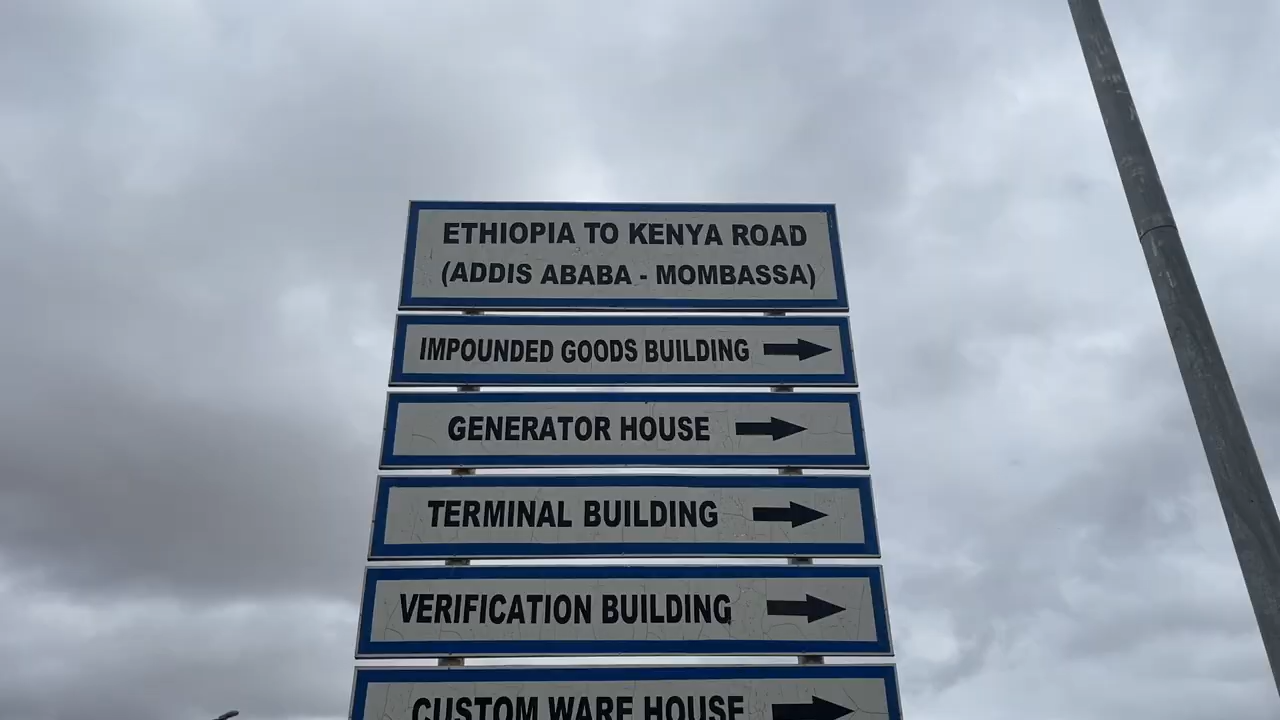 ETHIOPIA TO KENYA ROAD
(ADDIS ABABA - MOMBASSA)
IMPOUNDED GOODS BUILDING
GENERATOR HOUSE
TERMINAL BUILDING
VERIFICATION BUILDING
CUSTOM WARE HOUSE